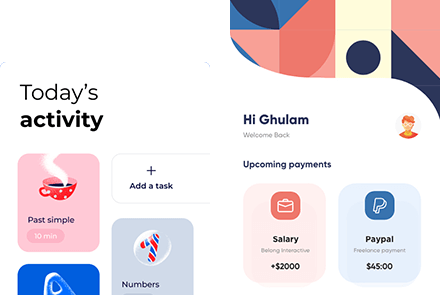 Today's
activity
Add a task
Past simple
10 min
Numbers
Hi Ghulam
Welcome Back
Upcoming payments
Salary
Belong Interactive
+$2000
Paypal
Freelance payment
$45:00